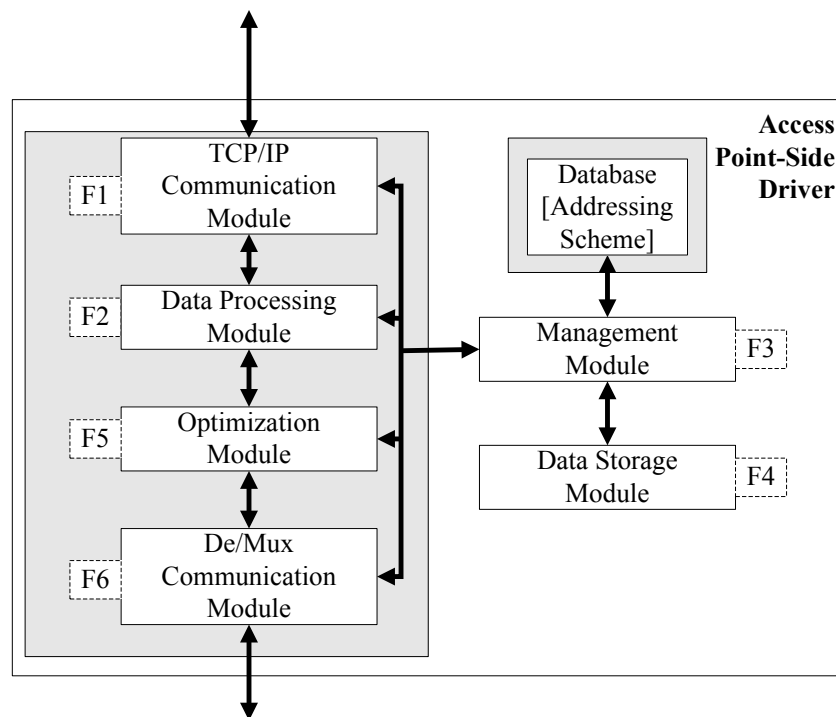 Access
Point-Side
Driver
TCP/IP
Communication
Module
F1
Data Processing
Module
F2
Optimization
Module
F5
De/Mux
Communication
Module
F6
Database
[Addressing
Scheme]
Management
Module
F3
Data Storage
Module
F4